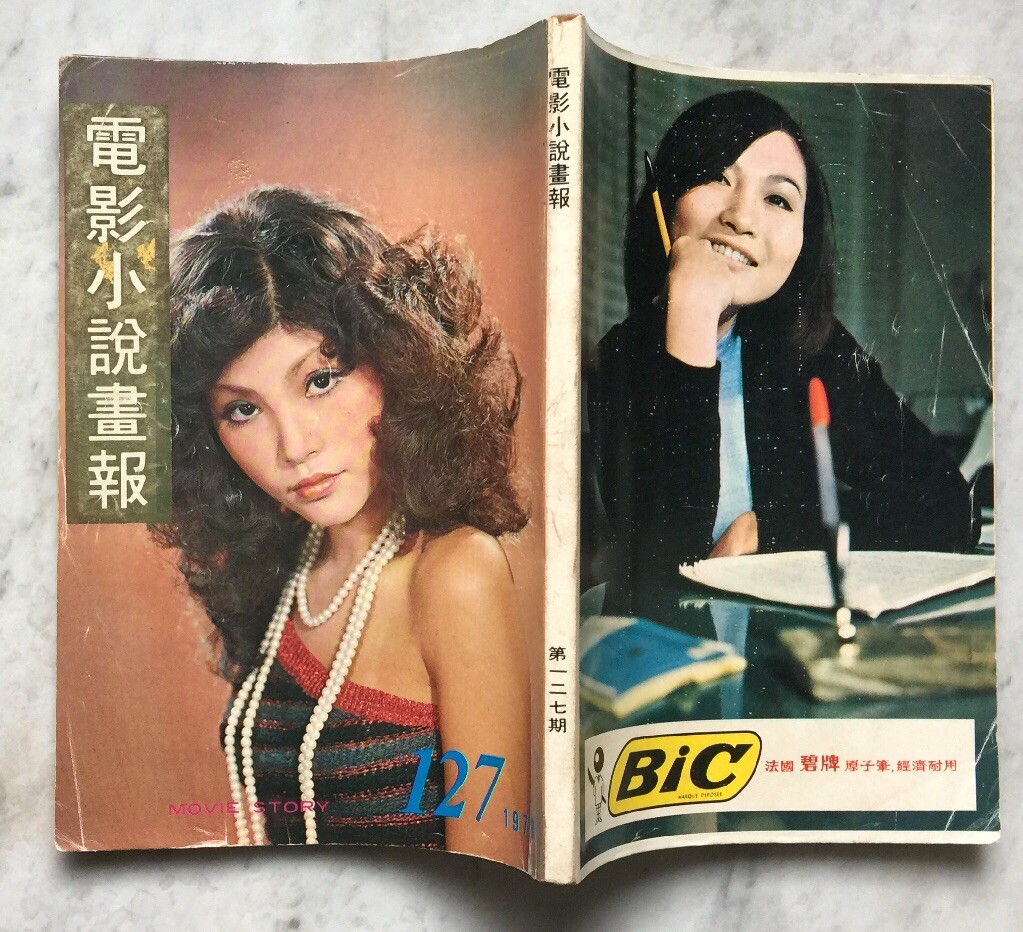 電影小說畫報
MOVIE STORY
127
電影小說畫報
第一二七期
BiC
法國 碧牌 原子筆,經濟耐用